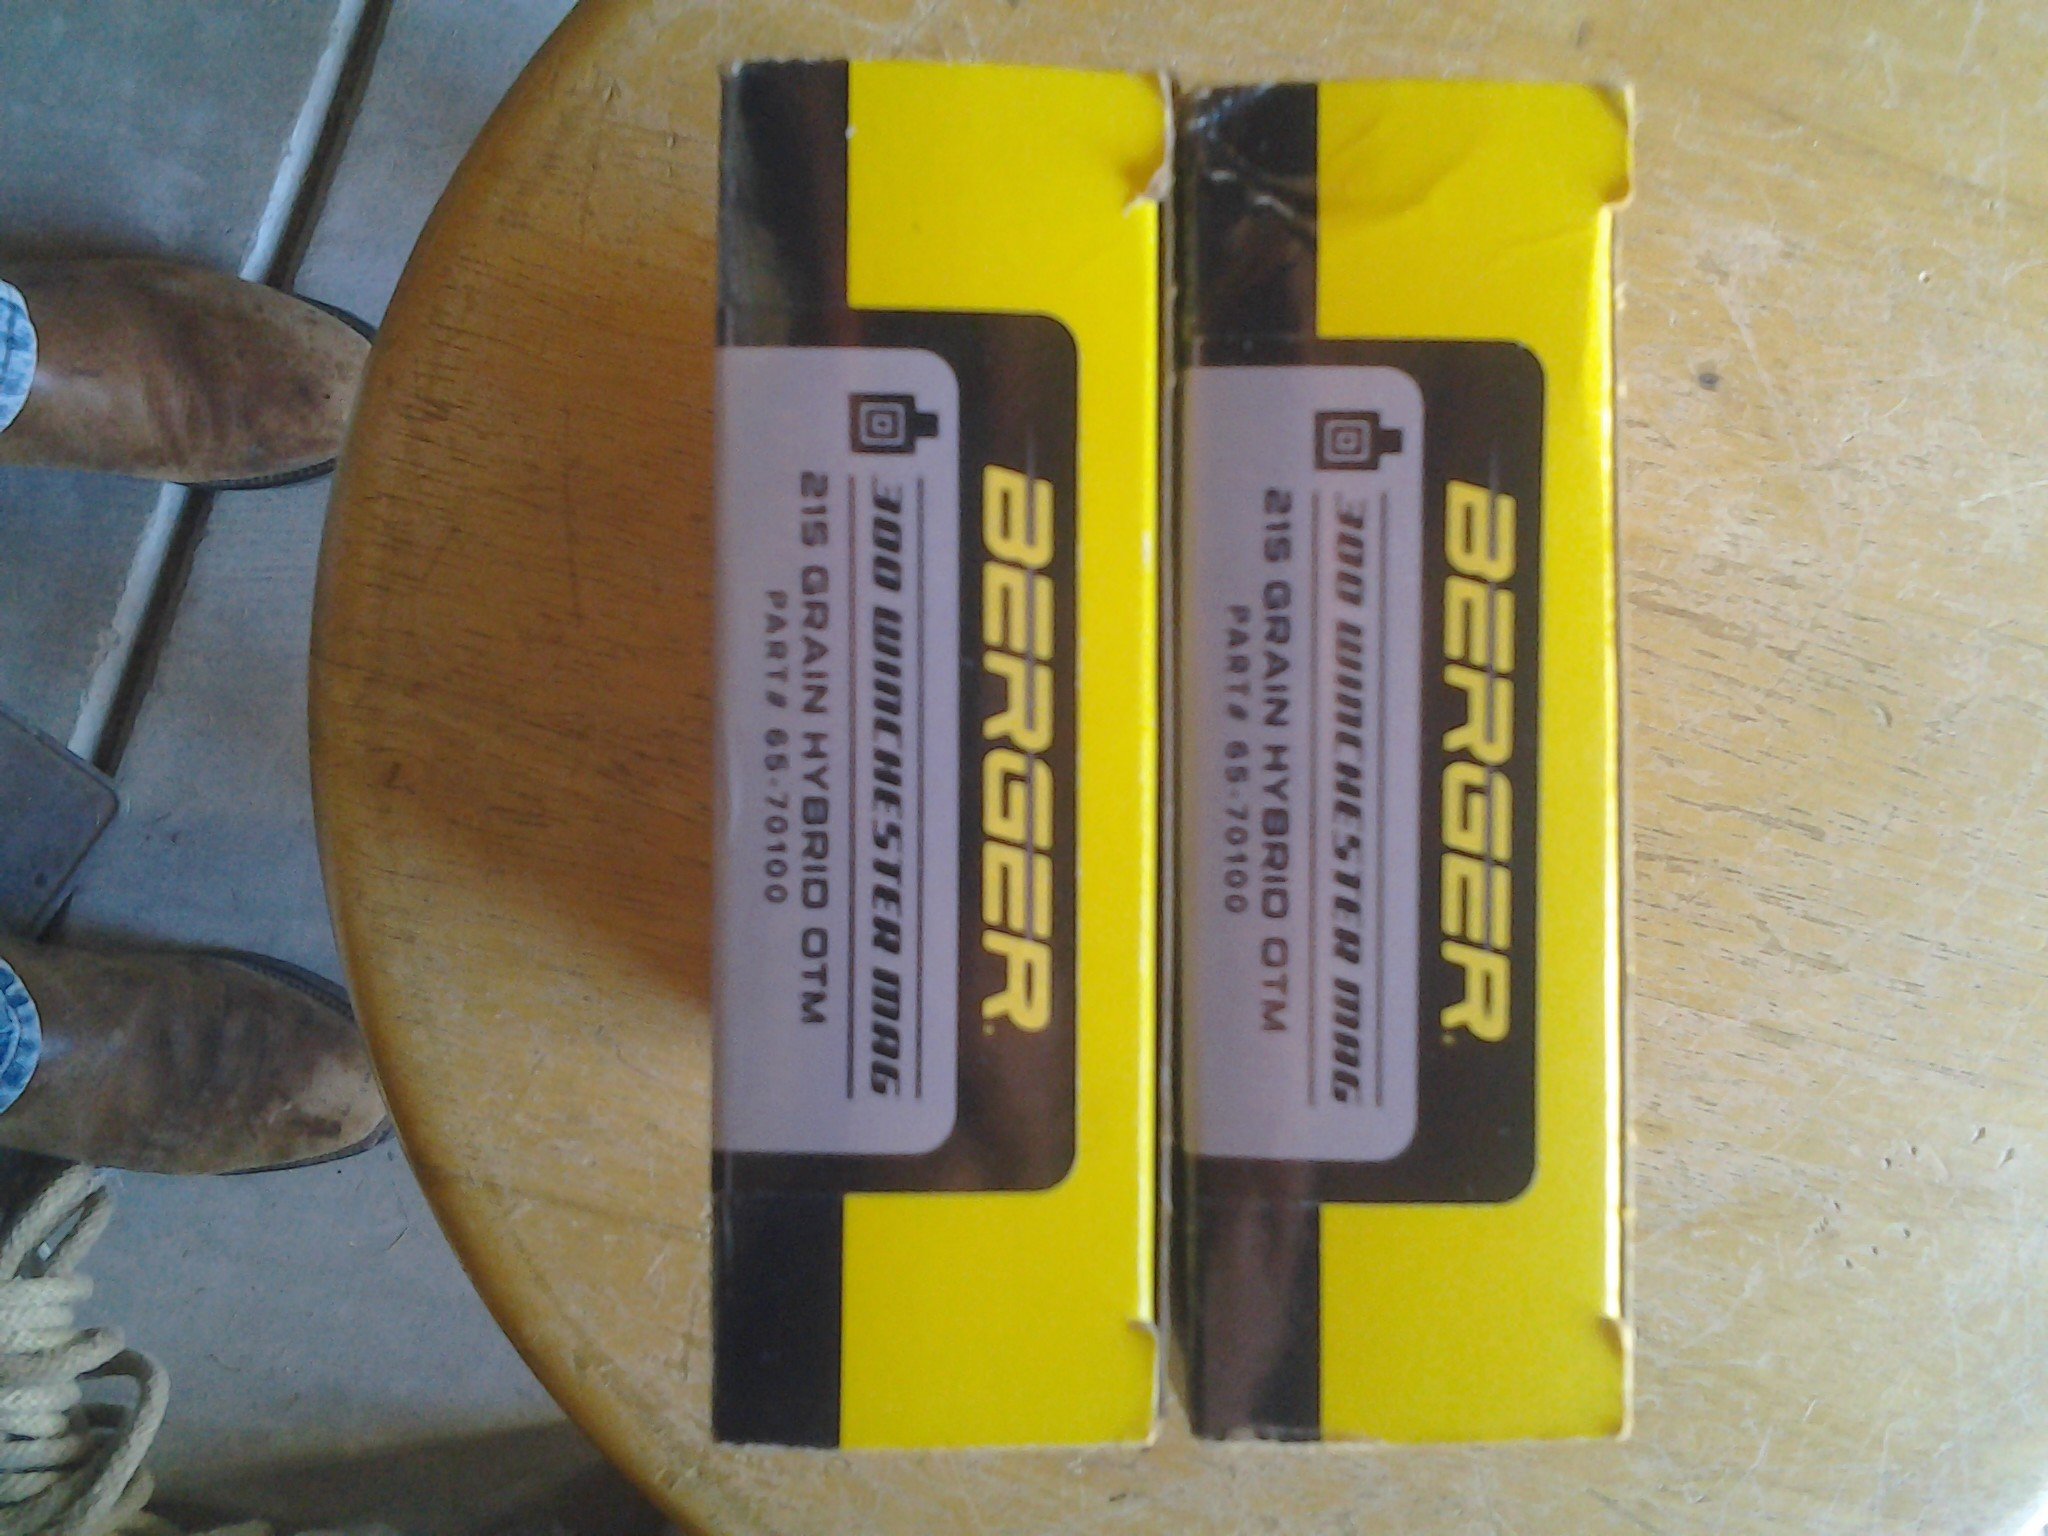 BERGER
300 WINCHESTER MAG
215 GRAIN HYBRID OTM
PART# 65-70100
BERGER
300 WINCHESTER MAG
215 GRAIN HYBRID OTM
PART# 65-70100